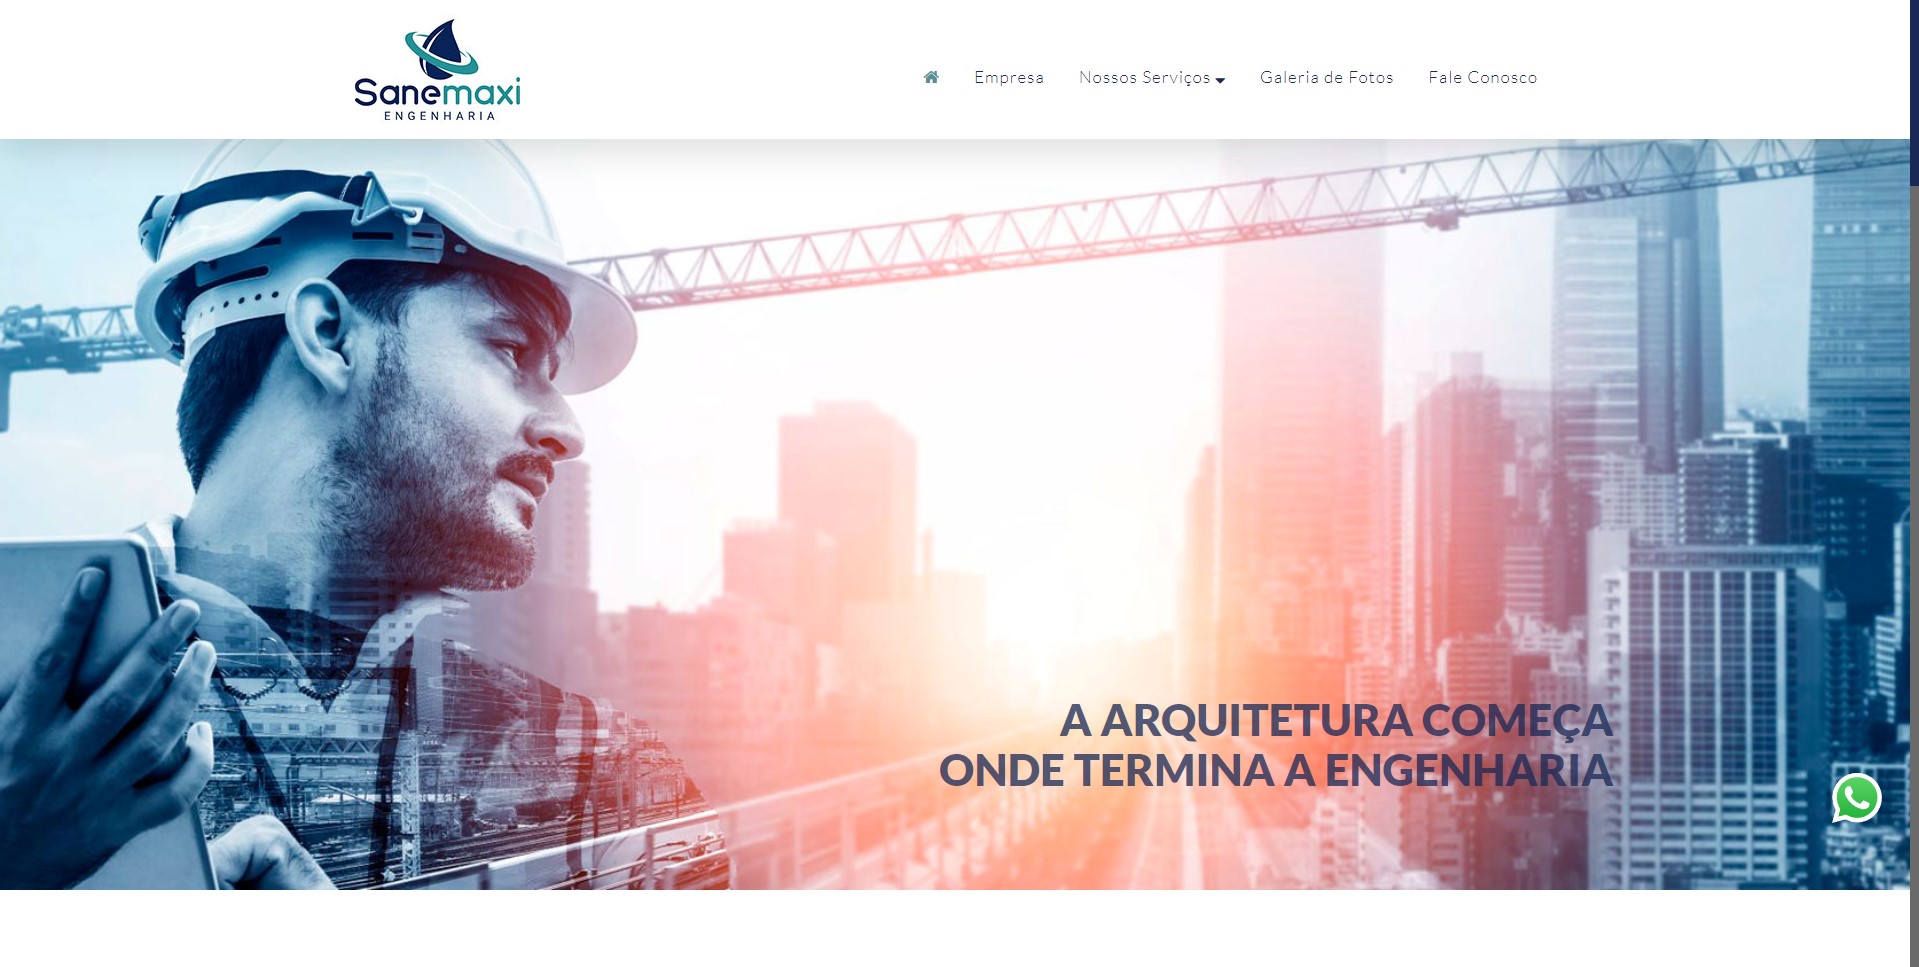 Sanemaxi
ENGENHARIA
Empresa
Nossos Serviços
Galeria de Fotos
Fale Conosco
A ARQUITETURA COMEÇA
ONDE TERMINA A ENGENHARIA